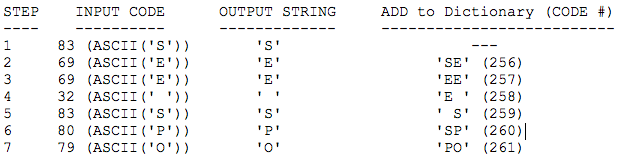 STEP INPUT CODE OUTPUT STRING ADD to Dictionary (CODE #)
---- ---------- ------------- --------------------------
1 83 (ASCII('S')) 'S' ---
2 69 (ASCII('E')) 'E' 'SE' (256)
3 69 (ASCII('E')) 'E' 'EE' (257)
4 32 (ASCII(' ')) ' ' 'E ' (258)
5 83 (ASCII('S')) 'S' ' S' (259)
6 80 (ASCII('P')) 'P' 'SP' (260)
7 79 (ASCII('O')) 'O' 'PO' (261)